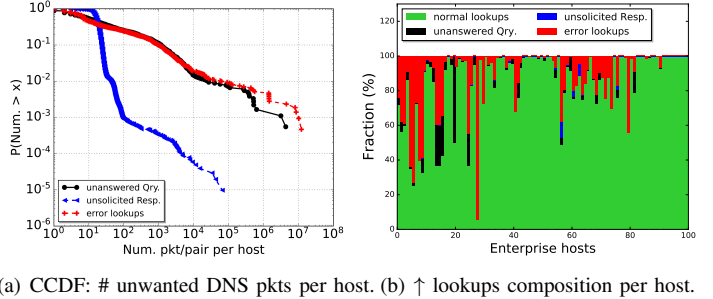 10^0
10^-1
10^-2
10^-3
10^-4
10^-5
10^-6
P(Num. > x)
unanswered Qry.
unsolicited Resp.
error lookups
10^0 10^1 10^2 10^3 10^4 10^5 10^6 10^7 10^8
Num. pkt/pair per host
normal lookups
unanswered Qry.
unsolicited Resp.
error lookups
120
100
80
60
40
20
0
Fraction (%)
0 20 40 60 80 100
Enterprise hosts
(a) CCDF: # unwanted DNS pkts per host. (b) ↑ lookups composition per host.